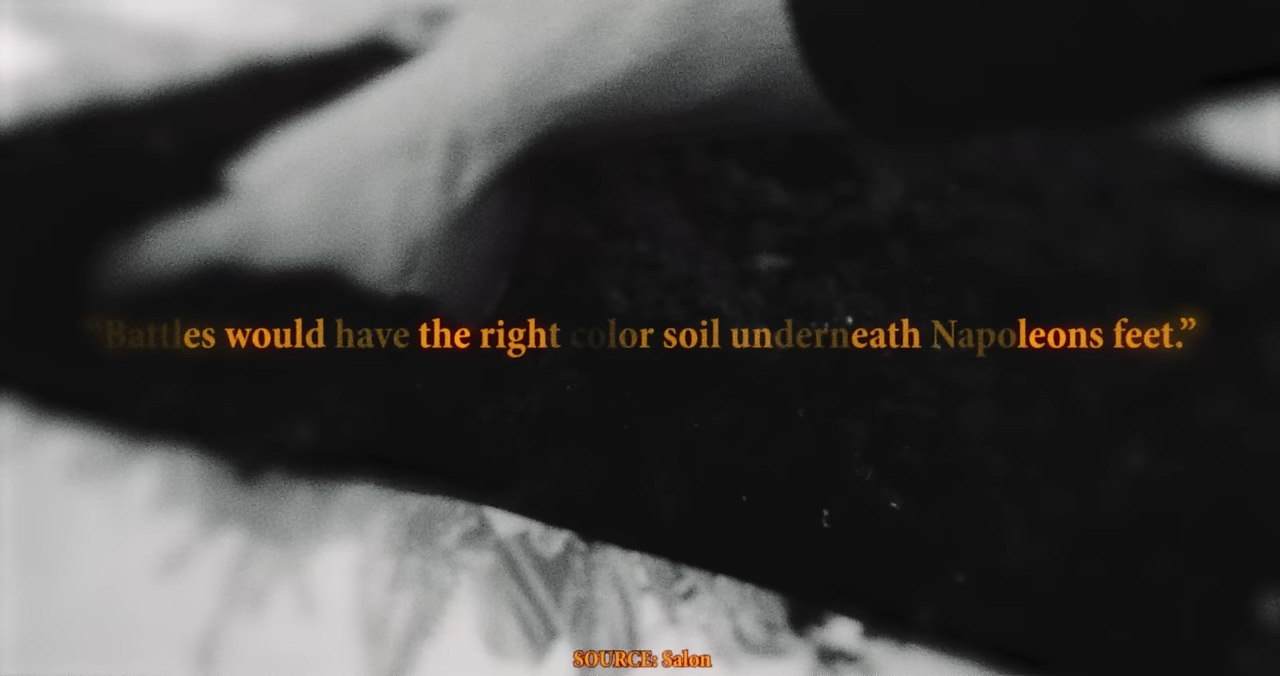 “Battles would have the right color soil underneath Napoleons feet.”
SOURCE: Salon